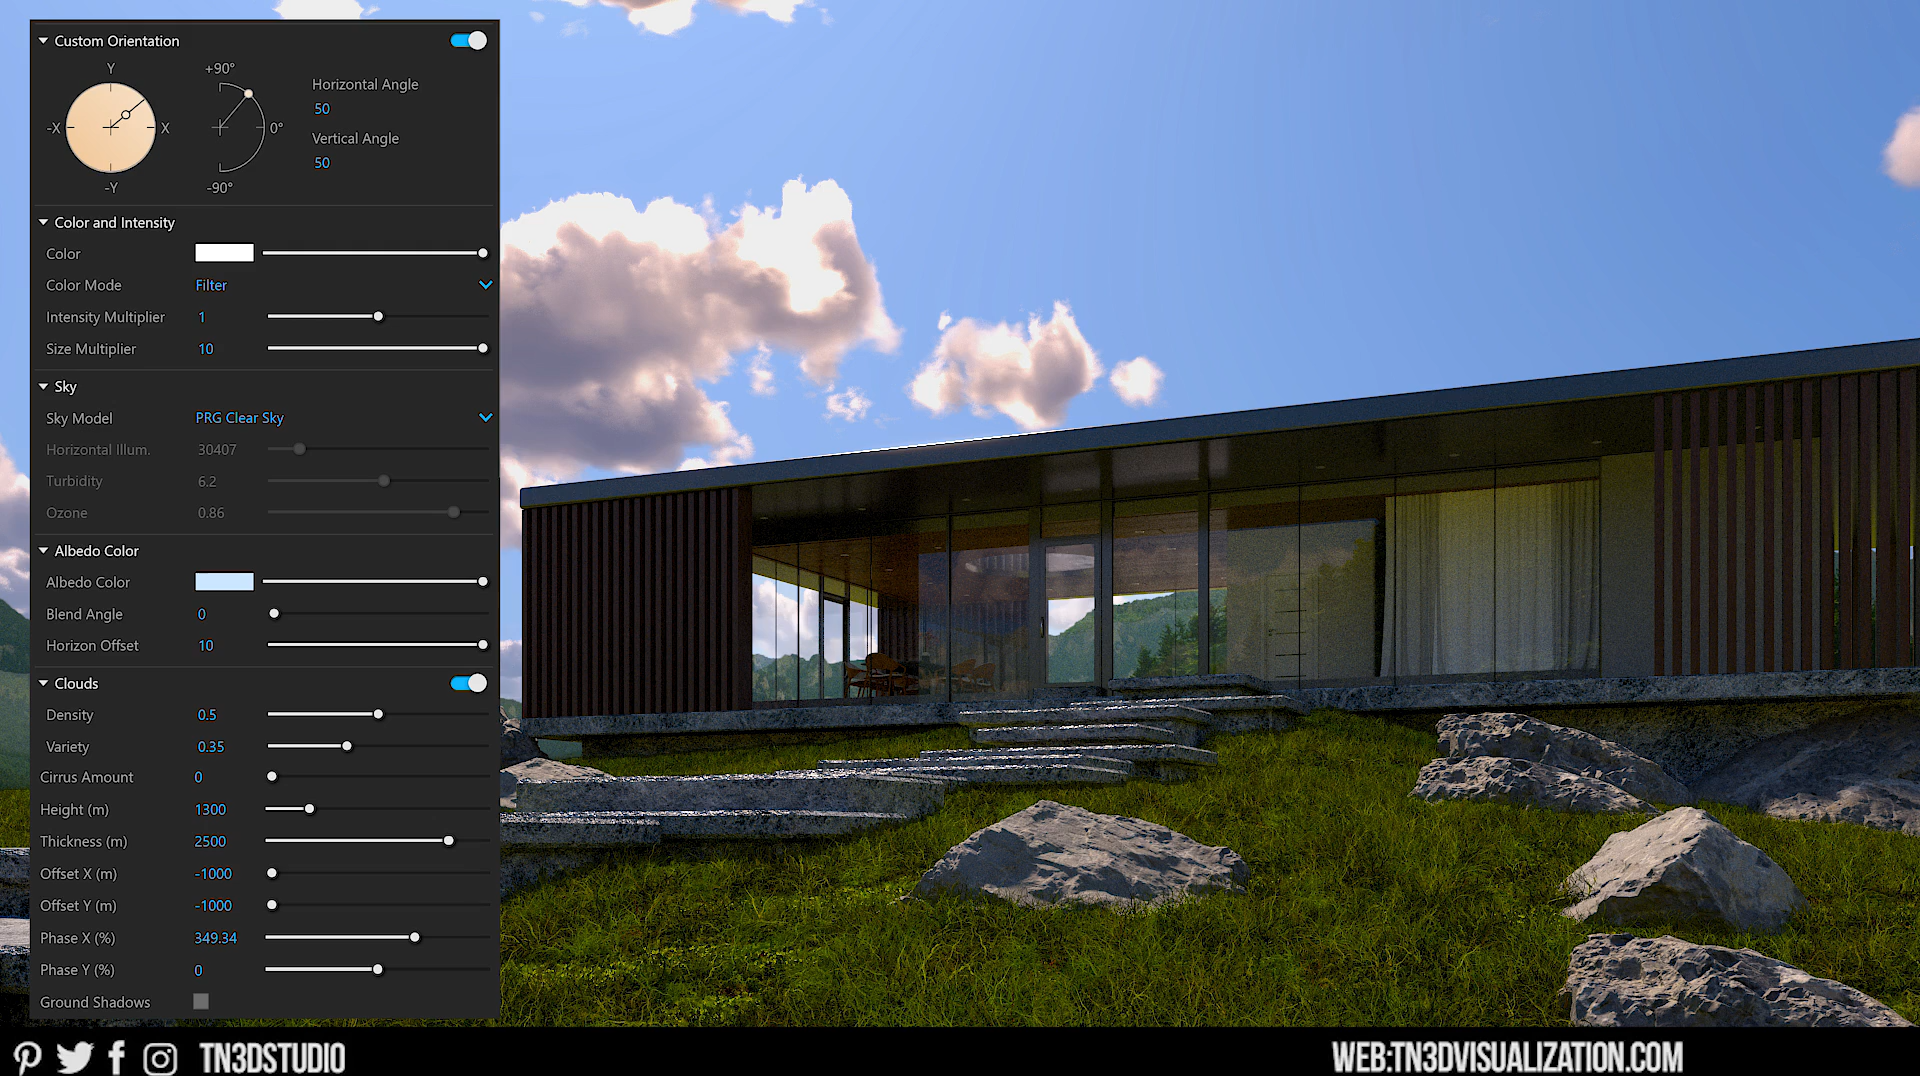 Custom Orientation
Y
-X
X
-Y
+90°
0°
-90°
Horizontal Angle
50
Vertical Angle
50
Color and Intensity
Color
Color Mode Filter
Intensity Multiplier 1
Size Multiplier 10
Sky
Sky Model PRG Clear Sky
Horizontal Illum. 30407
Turbidity 6.2
Ozone 0.86
Albedo Color
Albedo Color
Blend Angle 0
Horizon Offset 10
Clouds
Density 0.5
Variety 0.35
Cirrus Amount 0
Height (m) 1300
Thickness (m) 2500
Offset X (m) -1000
Offset Y (m) -1000
Phase X (%) 349.34
Phase Y (%) 0
Ground Shadows
TN3DSTUDIO
WEB:TN3DVISUALIZATION.COM